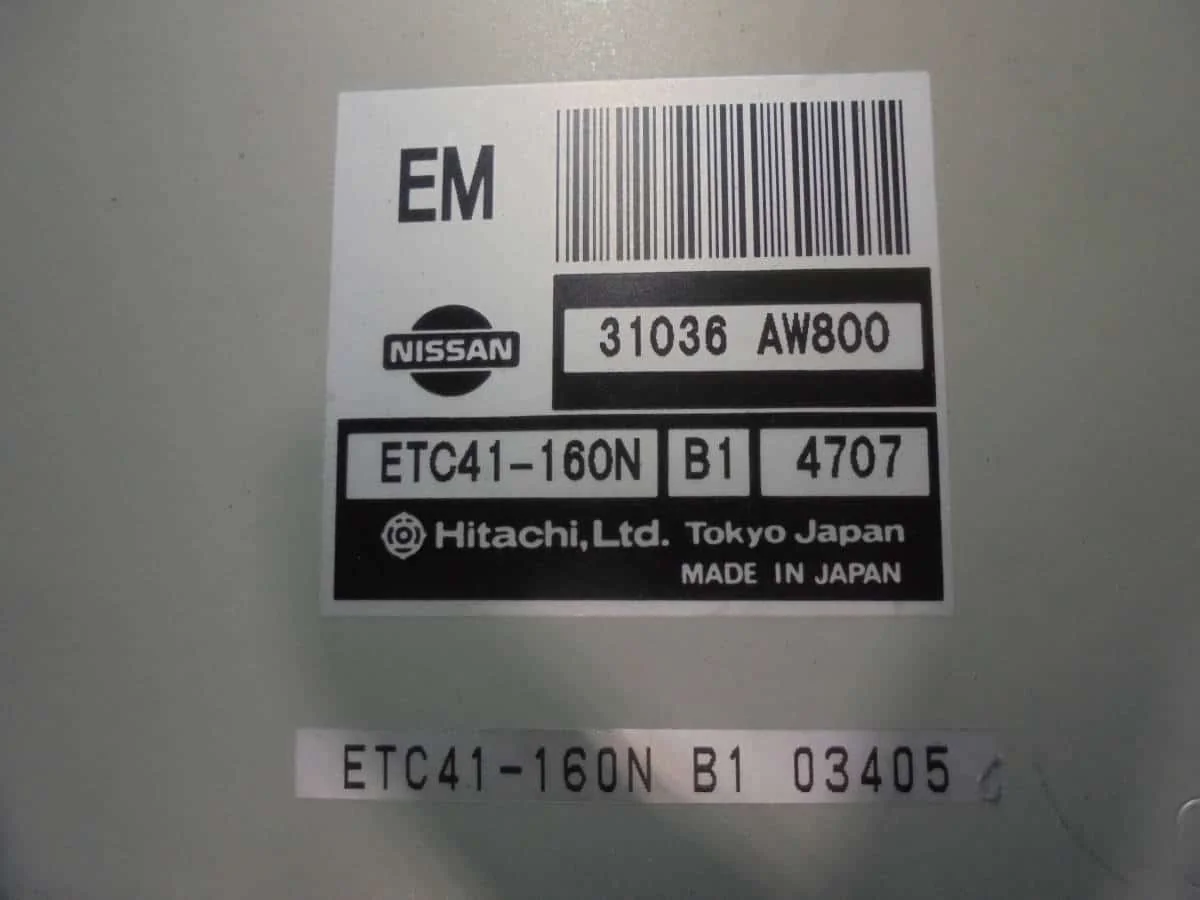 EM
31036 AW800
NISSAN
ETC41-160N B1 4707
Hitachi, Ltd. Tokyo Japan
MADE IN JAPAN
ETC41-160N B1 03405